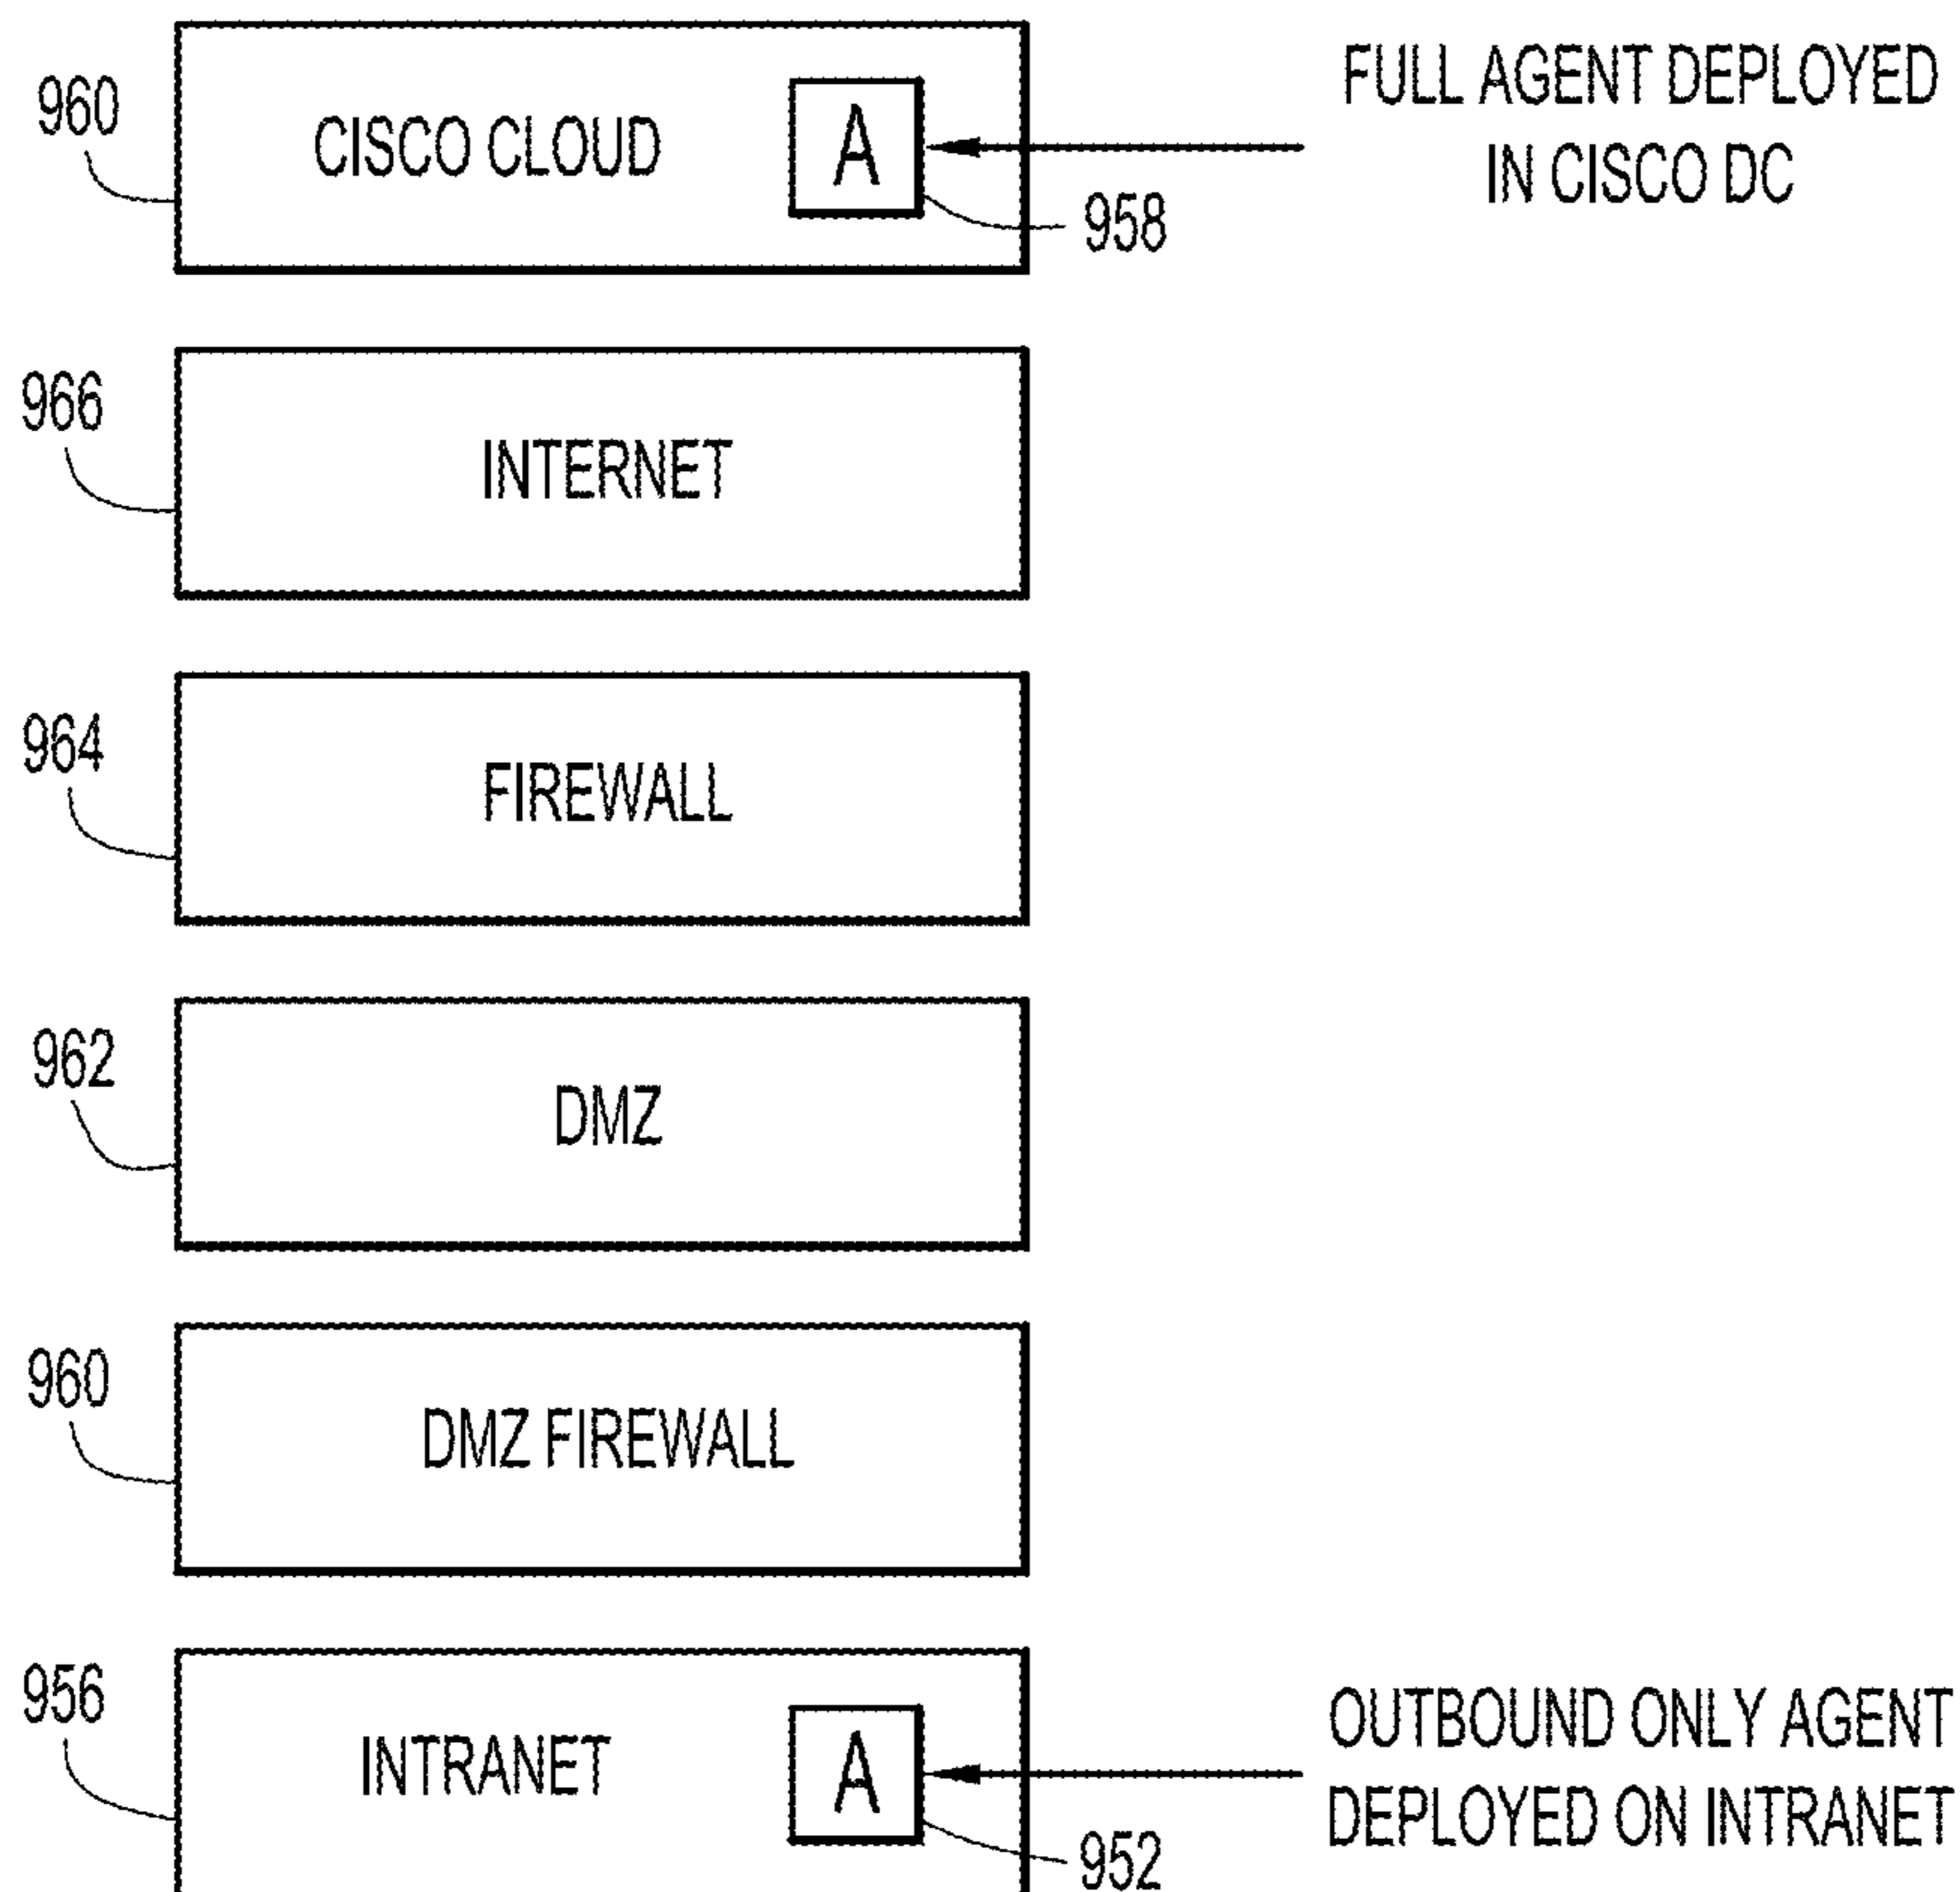 960
CISCO CLOUD
A
958
FULL AGENT DEPLOYED
IN CISCO DC
966
INTERNET
964
FIREWALL
962
DMZ
960
DMZ FIREWALL
956
INTRANET
A
952
OUTBOUND ONLY AGENT
DEPLOYED ON INTRANET